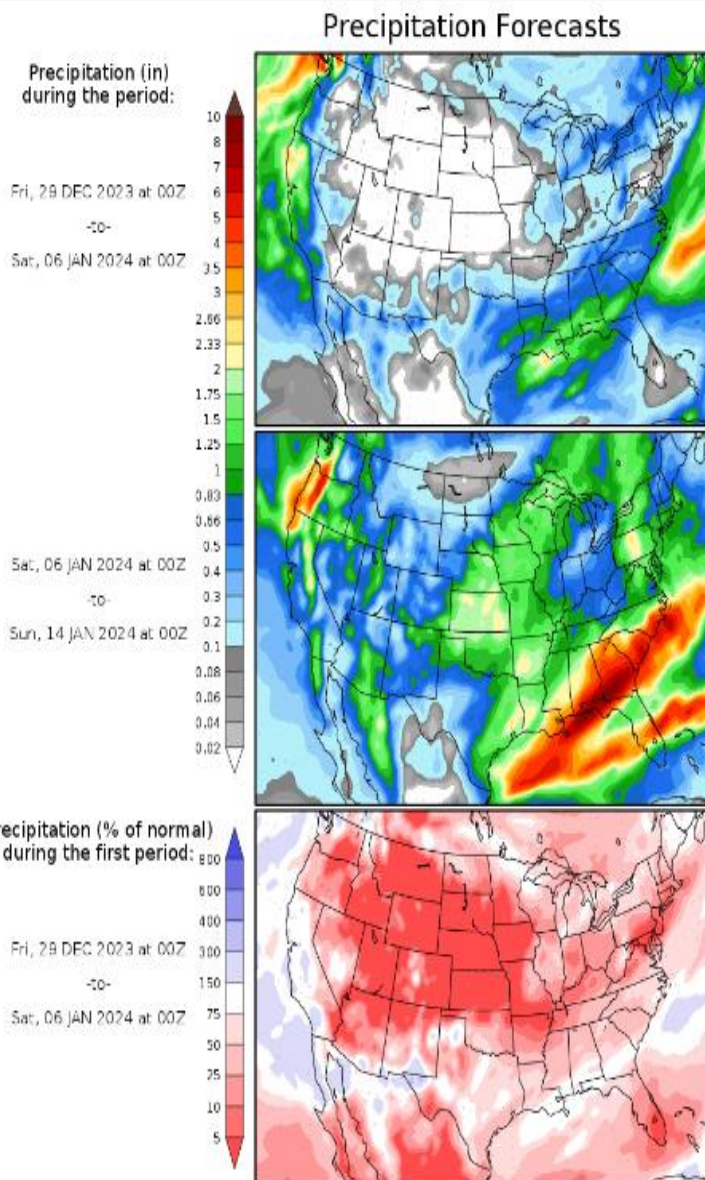 Precipitation Forecasts
Precipitation (in)
during the period:
Fri, 29 DEC 2023 at 00Z
-to-
Sat, 06 JAN 2024 at 00Z
10
8
7
6
5
4
3.5
3
2.66
2.33
2
1.75
1.5
1.25
1
0.83
0.66
0.5
0.4
0.3
0.2
0.1
0.08
0.06
0.04
0.02
Sat, 06 JAN 2024 at 00Z
-to-
Sun, 14 JAN 2024 at 00Z
recipitation (% of normal)
during the first period:
Fri, 29 DEC 2023 at 00Z
-to-
Sat, 06 JAN 2024 at 00Z
800
600
400
300
150
75
50
25
10
5